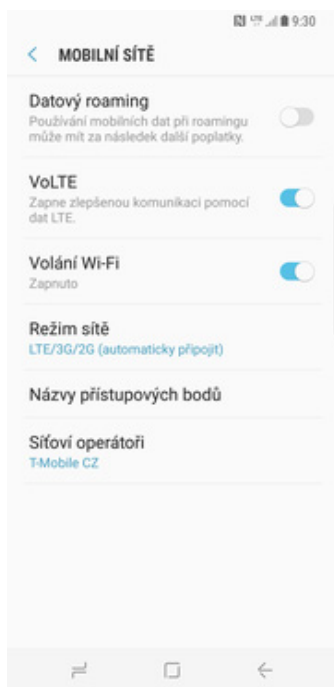 LTE 9:30
MOBILNÍ SÍTĚ
Datový roaming
Používání mobilních dat při roamingu
může mít za následek další poplatky.
VoLTE
Zapne zlepšenou komunikaci pomocí
dat LTE.
Volání Wi-Fi
Zapnuto
Režim sítě
LTE/3G/2G (automaticky připojit)
Názvy přístupových bodů
Síťoví operátoři
T-Mobile CZ